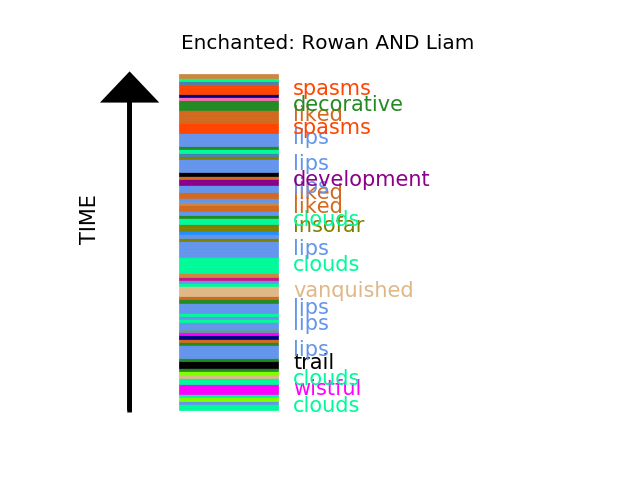 Enchanted: Rowan AND Liam
TIME
spasms
decorative
liked
spasms
lips
lips
development
lips
liked
liked
clouds
insofar
lips
clouds
vanquished
lips
lips
lips
trail
clouds
wistful
clouds